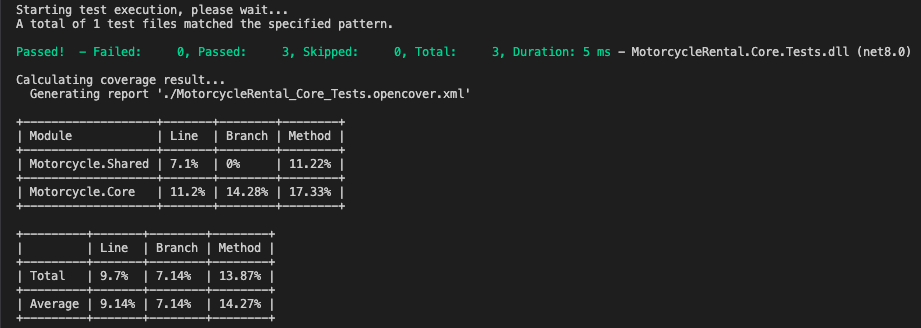 Starting test execution, please wait...
A total of 1 test files matched the specified pattern.
Passed!  - Failed:     0, Passed:     3, Skipped:     0, Total:     3, Duration: 5 ms - MotorcycleRental.Core.Tests.dll (net8.0)
Calculating coverage result...
  Generating report './MotorcycleRental_Core_Tests.opencover.xml'
+-------------------+-------+--------+--------+
| Module            | Line  | Branch | Method |
+-------------------+-------+--------+--------+
| Motorcycle.Shared | 7.1%  | 0%     | 11.22% |
+-------------------+-------+--------+--------+
| Motorcycle.Core   | 11.2% | 14.28% | 17.33% |
+-------------------+-------+--------+--------+
+---------+-------+--------+--------+
|         | Line  | Branch | Method |
+---------+-------+--------+--------+
| Total   | 9.7%  | 7.14%  | 13.87% |
+---------+-------+--------+--------+
| Average | 9.14% | 7.14%  | 14.27% |
+---------+-------+--------+--------+